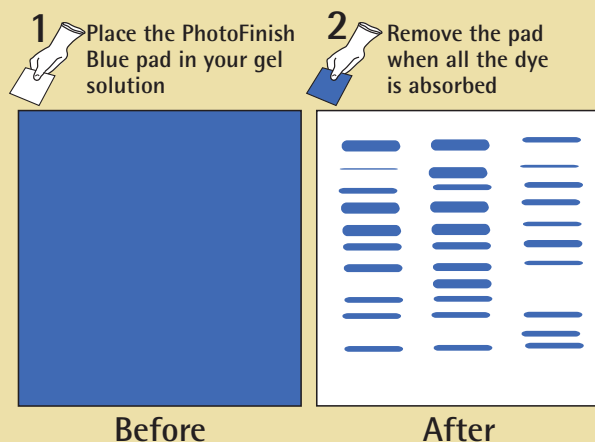 1 Place the PhotoFinish
Blue pad in your gel
solution
2 Remove the pad
when all the dye
is absorbed
Before
After